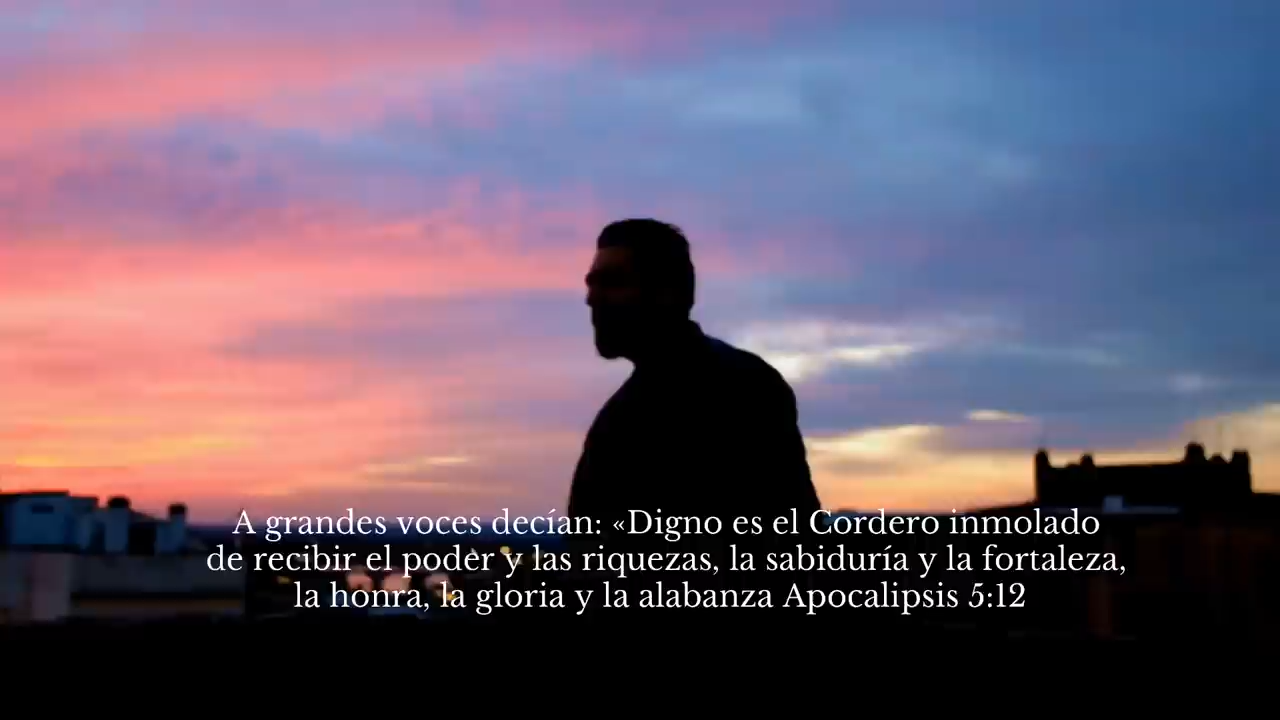 A grandes voces decían: «Digno es el Cordero inmolado
de recibir el poder y las riquezas, la sabiduría y la fortaleza,
la honra, la gloria y la alabanza Apocalipsis 5:12